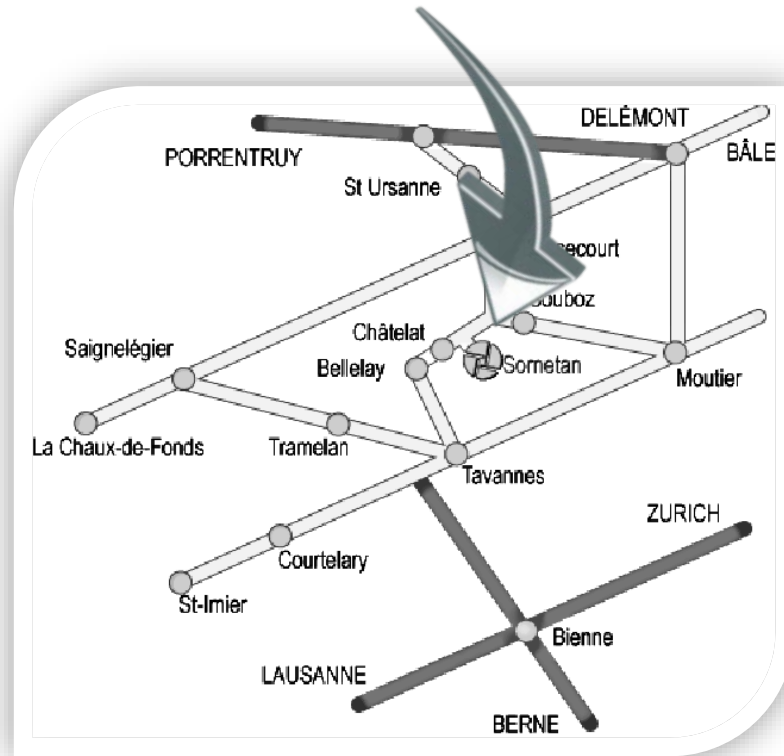 DELÉMONT
PORRENTRUY
BÂLE
St Ursanne
Châtelat
Saignelégier
Bellelay
Sornetan
Moutier
La Chaux-de-Fonds
Tramelan
Tavannes
ZURICH
Courtelary
St-Imier
Bienne
LAUSANNE
BERNE